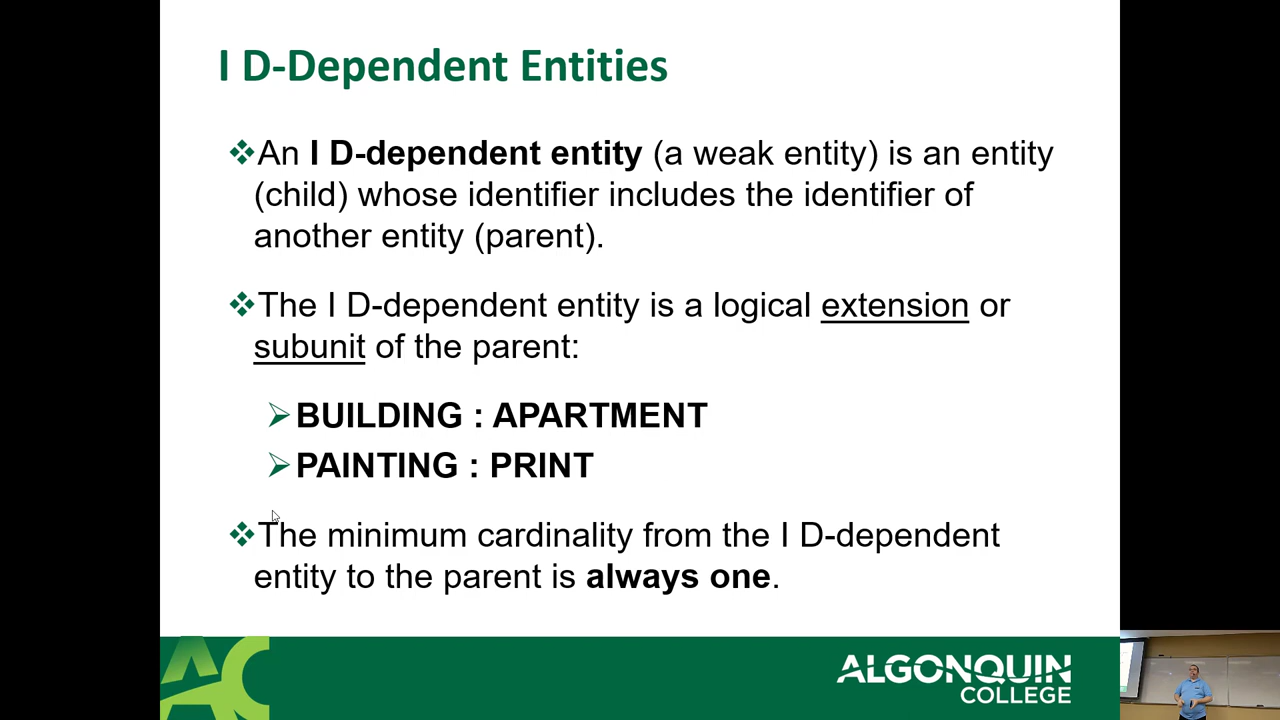 I D-Dependent Entities
An I D-dependent entity (a weak entity) is an entity
(child) whose identifier includes the identifier of
another entity (parent).
The I D-dependent entity is a logical extension or
subunit of the parent:
BUILDING : APARTMENT
PAINTING : PRINT
The minimum cardinality from the I D-dependent
entity to the parent is always one.
AC
ALGONQUIN
COLLEGE